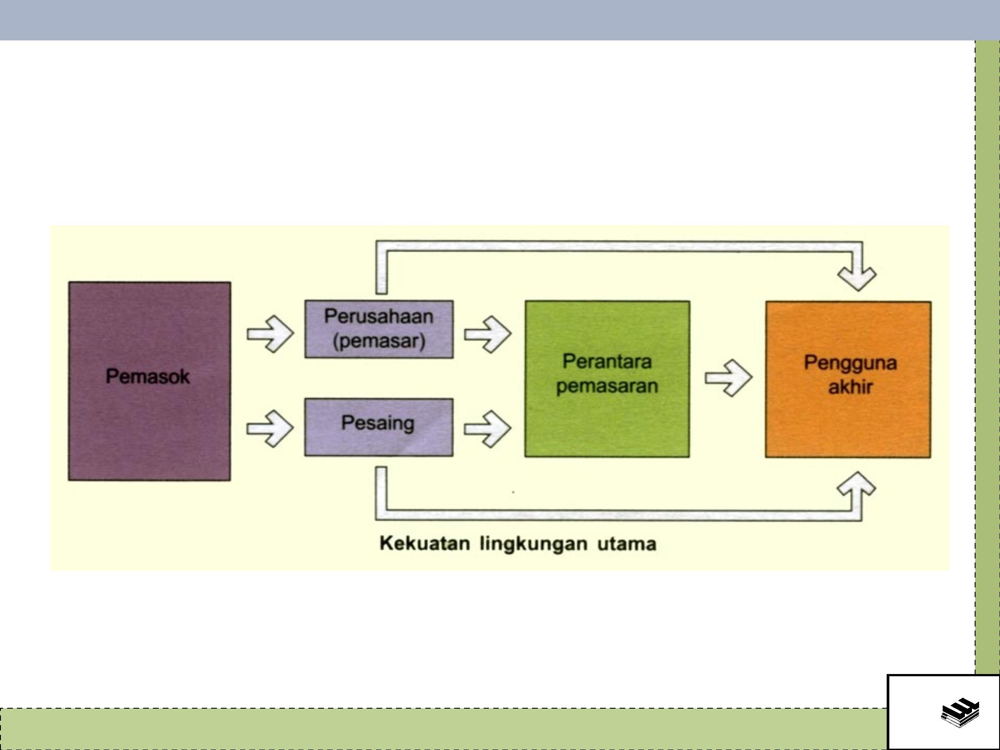 Pemasok
Perusahaan
(pemasar)
Pesaing
Perantara
pemasaran
Pengguna
akhir
Kekuatan lingkungan utama